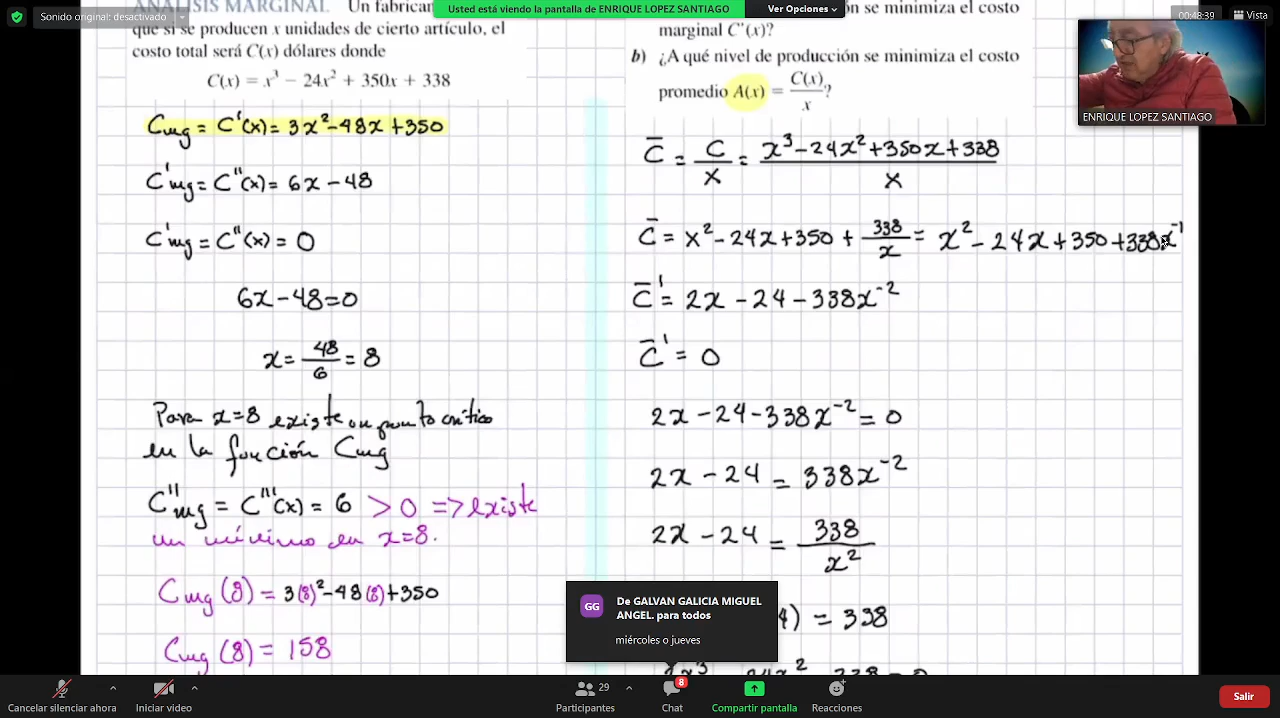 Sonido original: desactivado
Usted está viendo la pantalla de ENRIQUE LOPEZ SANTIAGO
Ver Opciones
00:48:39
Vista
ANÁLISIS MARGINAL Un fabrican
que si se producen x unidades de cierto artículo, el
costo total será C(x) dólares donde
C(x) = x³ − 24x² + 350x + 338
Cmg = C'(x) = 3x²-48x+350
C'mg = C''(x) = 6x-48
C'mg = C''(x) = 0
6x-48=0
x = 48/6 = 8
Para x=8 existe un punto crítico
en la función Cmg
C''mg = C'''(x) = 6 > 0 => existe
un mínimo en x=8.
Cmg(8) = 3(8)²-48(8)+350
Cmg(8) = 158
n se minimiza el costo
marginal C'(x)?
b) ¿A qué nivel de producción se minimiza el costo
promedio A(x) = C(x)/x?
C̄ = C/x = x³-24x²+350x+338/x
C̄ = x²-24x+350+338/x = x²-24x+350+338x⁻¹
C̄' = 2x-24-338x⁻²
C̄' = 0
2x-24-338x⁻² = 0
2x-24 = 338x⁻²
2x-24 = 338/x²
4) = 338
ENRIQUE LOPEZ SANTIAGO
GG
De GALVAN GALICIA MIGUEL
ANGEL. para todos
miércoles o jueves
Cancelar silenciar ahora
Iniciar video
29
Participantes
8
Chat
Compartir pantalla
Reacciones
Salir